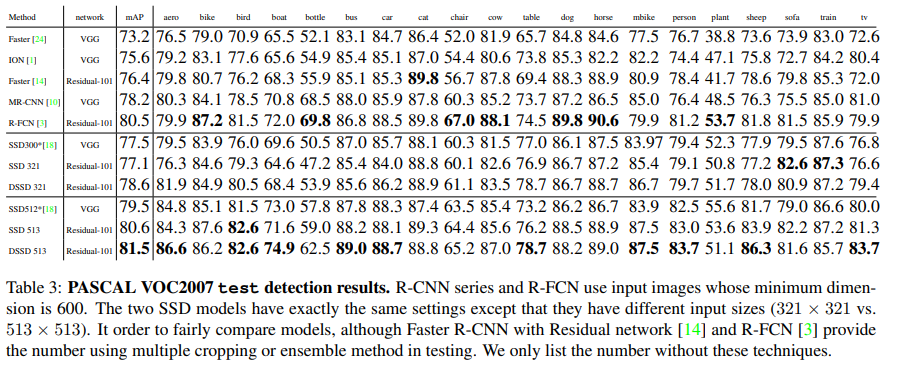 Method network mAP aero bike bird boat bottle bus car cat chair cow table dog horse mbike person plant sheep sofa train tv
Faster [24] VGG 73.2 76.5 79.0 70.9 65.5 52.1 83.1 84.7 86.4 52.0 81.9 65.7 84.8 84.6 77.5 76.7 38.8 73.6 73.9 83.0 72.6
ION [1] VGG 75.6 79.2 83.1 77.6 65.6 54.9 85.4 85.1 87.0 54.4 80.6 73.8 85.3 82.2 82.2 74.4 47.1 75.8 72.7 84.2 80.4
Faster [14] Residual-101 76.4 79.8 80.7 76.2 68.3 55.9 85.1 85.3 89.8 56.7 87.8 69.4 88.3 88.9 80.9 78.4 41.7 78.6 79.8 85.3 72.0
MR-CNN [10] VGG 78.2 80.3 84.1 78.5 70.8 68.5 88.0 85.9 87.8 60.3 85.2 73.7 87.2 86.5 85.0 76.4 48.5 76.3 75.5 85.0 81.0
R-FCN [3] Residual-101 80.5 79.9 87.2 81.5 72.0 69.8 86.8 88.5 89.8 67.0 88.1 74.5 89.8 90.6 79.9 81.2 53.7 81.8 81.5 85.9 79.9
SSD300*[18] VGG 77.5 79.5 83.9 76.0 69.6 50.5 87.0 85.7 88.1 60.3 81.5 77.0 86.1 87.5 83.97 79.4 52.3 77.9 79.5 87.6 76.8
SSD 321 Residual-101 77.1 76.3 84.6 79.3 64.6 47.2 85.4 84.0 88.8 60.1 82.6 76.9 86.7 87.2 85.4 79.1 50.8 77.2 82.6 87.3 76.6
DSSD 321 Residual-101 78.6 81.9 84.9 80.5 68.4 53.9 85.6 86.2 88.9 61.1 83.5 78.7 86.7 88.7 86.7 79.7 51.7 78.0 80.9 87.2 79.4
SSD512*[18] VGG 79.5 84.8 85.1 81.5 73.0 57.8 87.8 88.3 87.4 63.5 85.4 73.2 86.2 86.7 83.9 82.5 55.6 81.7 79.0 86.6 80.0
SSD 513 Residual-101 80.6 84.3 87.6 82.6 71.6 59.0 88.2 88.1 89.3 64.4 85.6 76.2 88.5 88.9 87.5 83.0 53.6 83.9 82.2 87.2 81.3
DSSD 513 Residual-101 81.5 86.6 86.2 82.6 74.9 62.5 89.0 88.7 88.8 65.2 87.0 78.7 88.2 89.0 87.5 83.7 51.1 86.3 81.6 85.7 83.7
Table 3: PASCAL VOC2007 test detection results. R-CNN series and R-FCN use input images whose minimum dimen-
sion is 600. The two SSD models have exactly the same settings except that they have different input sizes (321 × 321 vs.
513 × 513). It order to fairly compare models, although Faster R-CNN with Residual network [14] and R-FCN [3] provide
the number using multiple cropping or ensemble method in testing. We only list the number without these techniques.